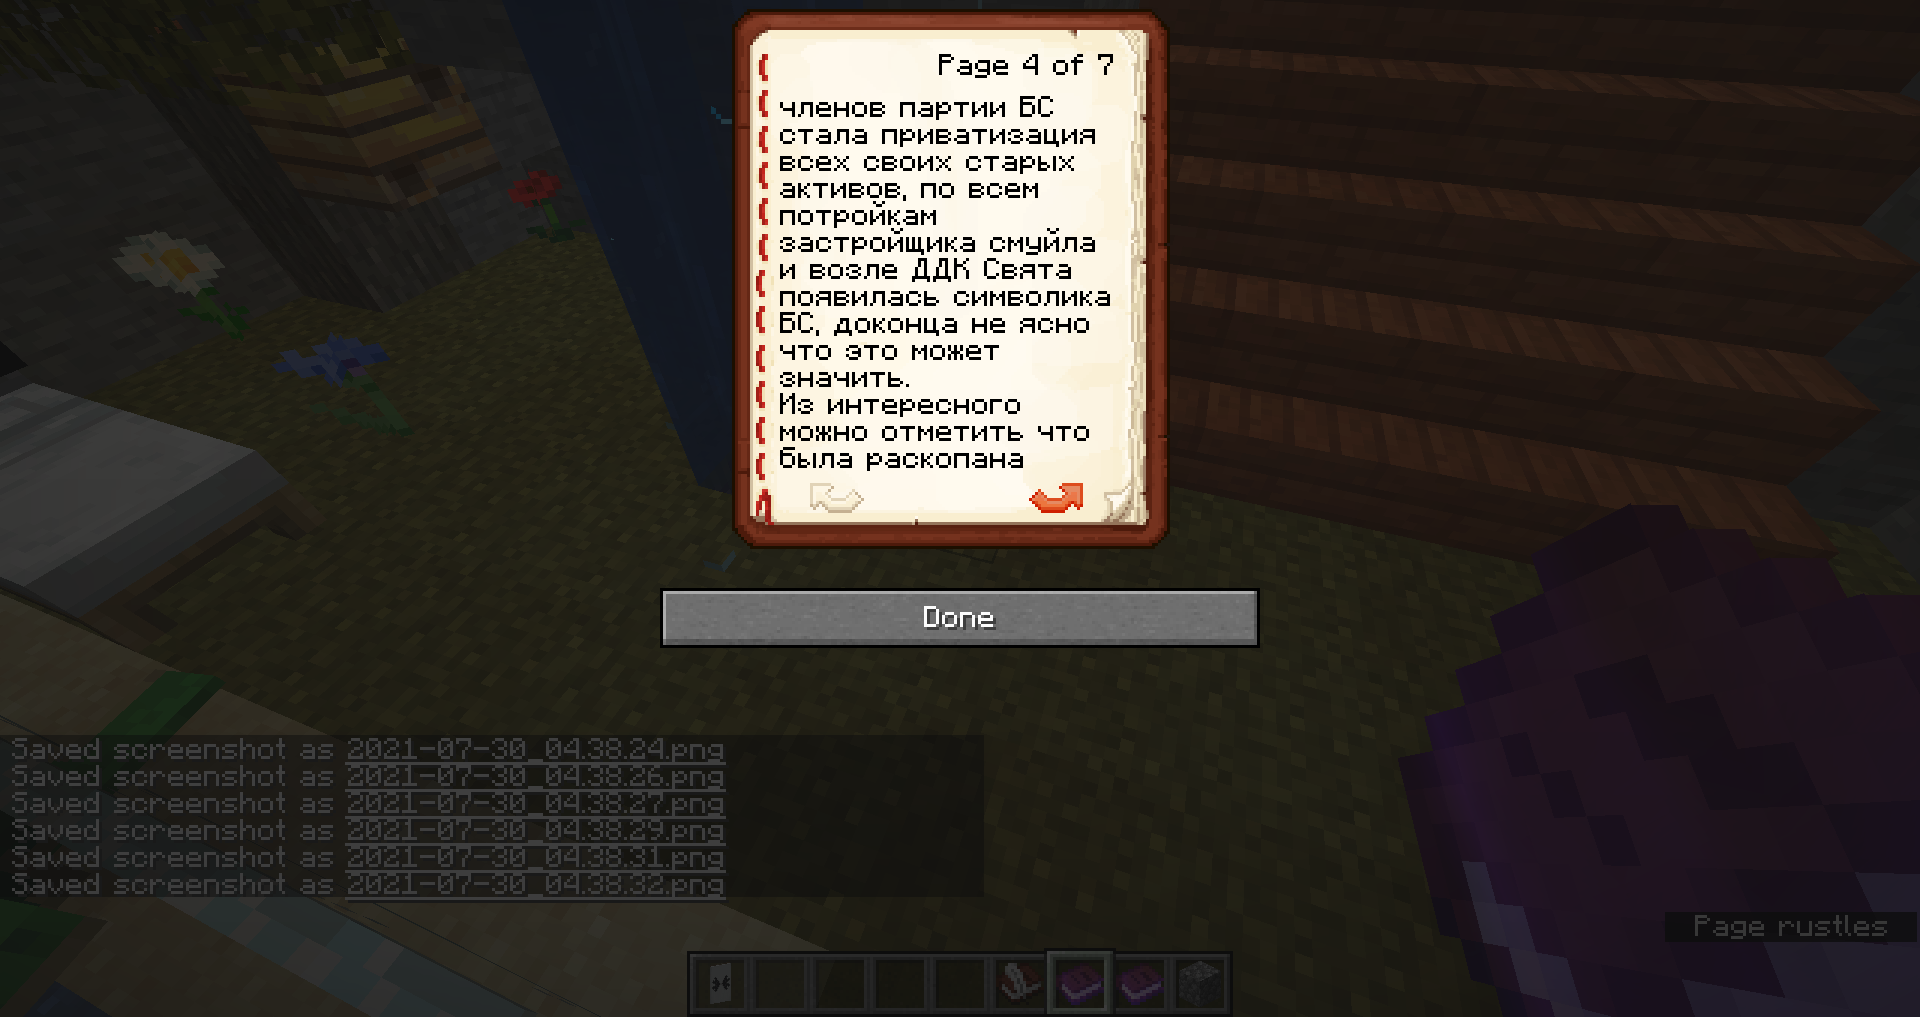 Page 4 of 7
членов партии БС
стала приватизация
всех своих старых
активов, по всем
потройкам
застройщика смуйла
и возле ДДК Свята
появилась символика
БС, доконца не ясно
что это может
значить.
Из интересного
можно отметить что
была раскопана
Done
Saved screenshot as 2021-07-30_04.38.24.png
Saved screenshot as 2021-07-30_04.38.26.png
Saved screenshot as 2021-07-30_04.38.27.png
Saved screenshot as 2021-07-30_04.38.29.png
Saved screenshot as 2021-07-30_04.38.31.png
Saved screenshot as 2021-07-30_04.38.32.png
Page rustles